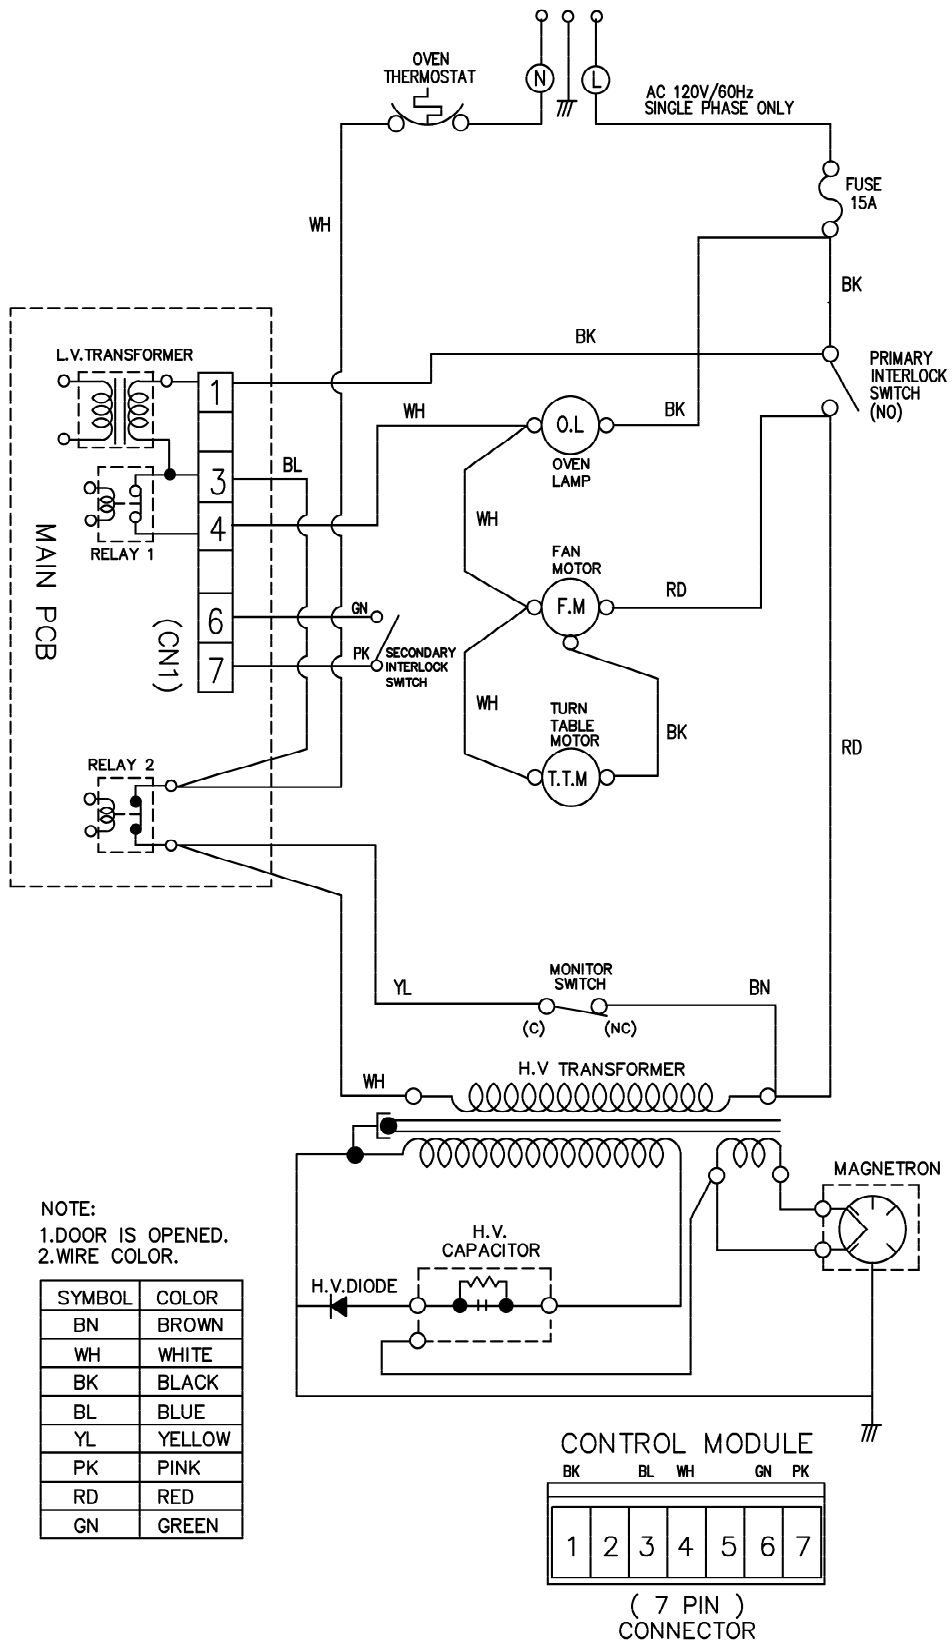 N
L
OVEN
THERMOSTAT
AC 120V/60Hz
SINGLE PHASE ONLY
FUSE
15A
WH
BK
BK
L.V.TRANSFORMER
PRIMARY
INTERLOCK
SWITCH
(NO)
1
WH
O.L
BK
OVEN
LAMP
BL
3
4
RELAY 1
WH
FAN
MOTOR
F.M
RD
MAIN PCB
(CN1)
6
GN
7
PK
SECONDARY
INTERLOCK
SWITCH
WH
TURN
TABLE
MOTOR
T.T.M
BK
RD
RELAY 2
MONITOR
SWITCH
YL
BN
(C)
(NC)
H.V TRANSFORMER
WH
MAGNETRON
H.V.
CAPACITOR
H.V.DIODE
NOTE:
1.DOOR IS OPENED.
2.WIRE COLOR.
SYMBOL COLOR
BN BROWN
WH WHITE
BK BLACK
BL BLUE
YL YELLOW
PK PINK
RD RED
GN GREEN
CONTROL MODULE
BK BL WH GN PK
1 2 3 4 5 6 7
( 7 PIN )
CONNECTOR